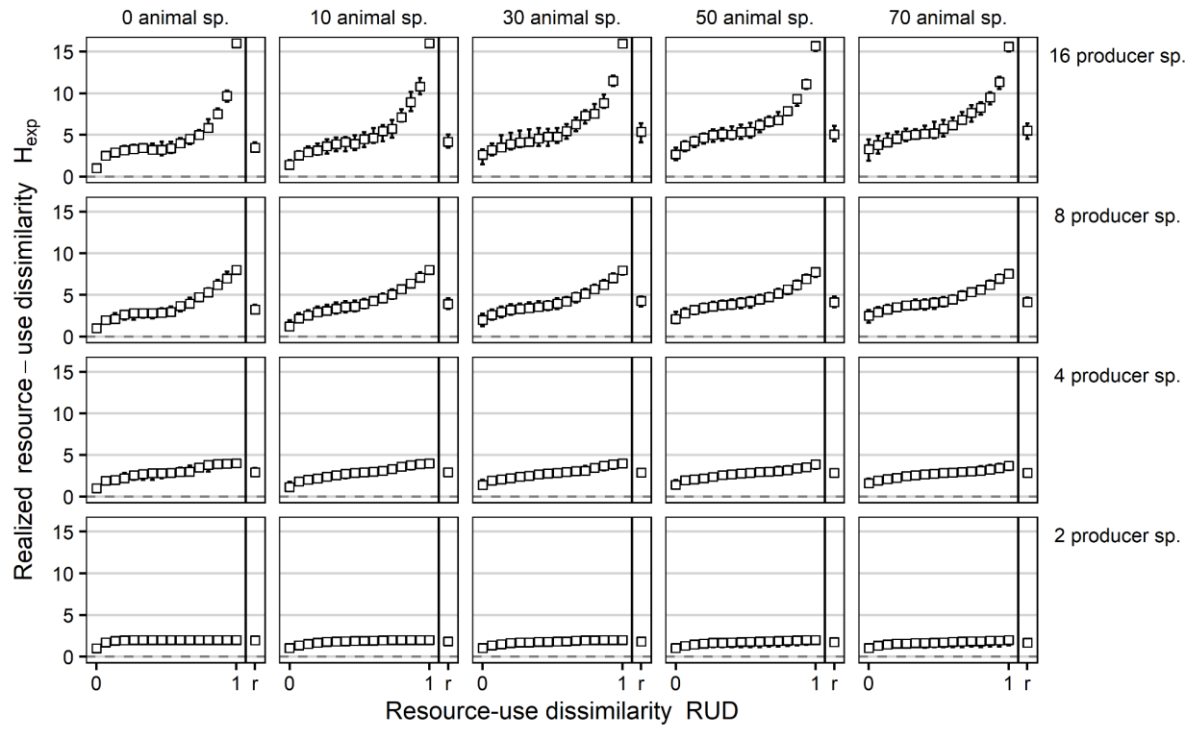 0 animal sp. 10 animal sp. 30 animal sp. 50 animal sp. 70 animal sp.
Realized resource-use dissimilarity Hexp
15
10
5
0
16 producer sp.
15
10
5
0
8 producer sp.
15
10
5
0
4 producer sp.
15
10
5
0
2 producer sp.
0 1 r 0 1 r 0 1 r 0 1 r 0 1 r
Resource-use dissimilarity RUD